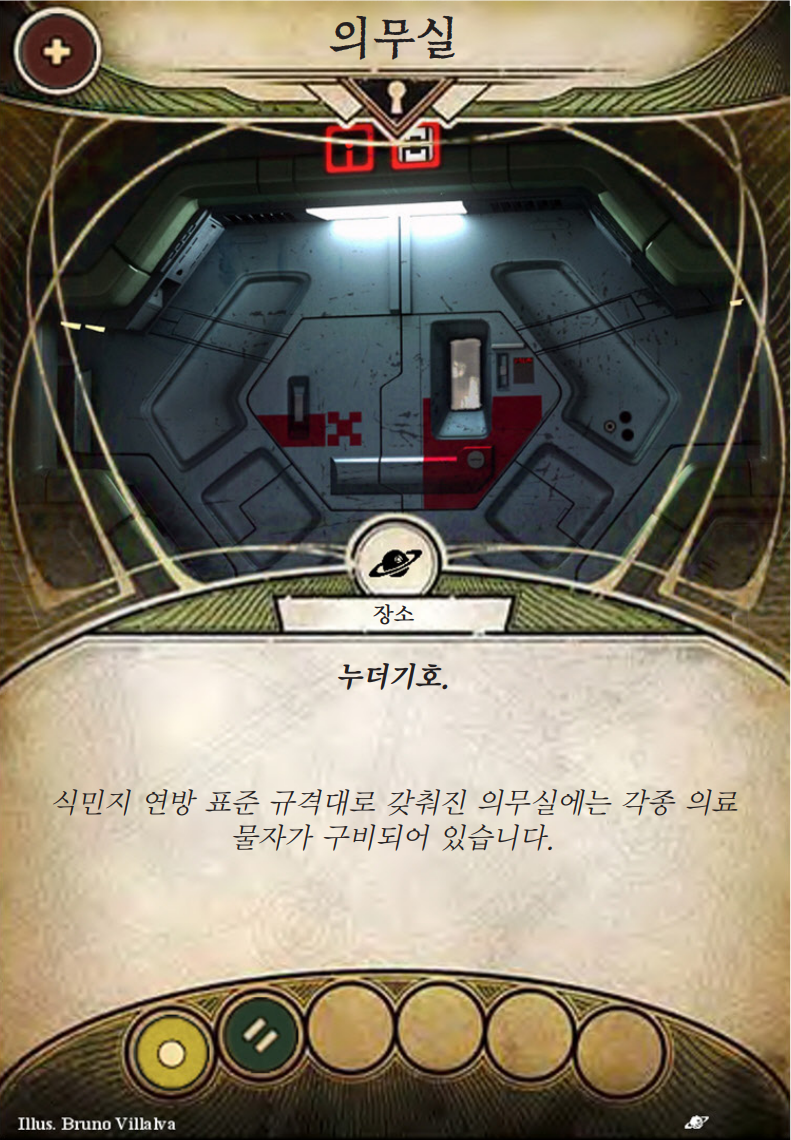 의무실
장소
누더기호.
식민지 연방 표준 규격대로 갖춰진 의무실에는 각종 의료
물자가 구비되어 있습니다.
Illus. Bruno Villalva